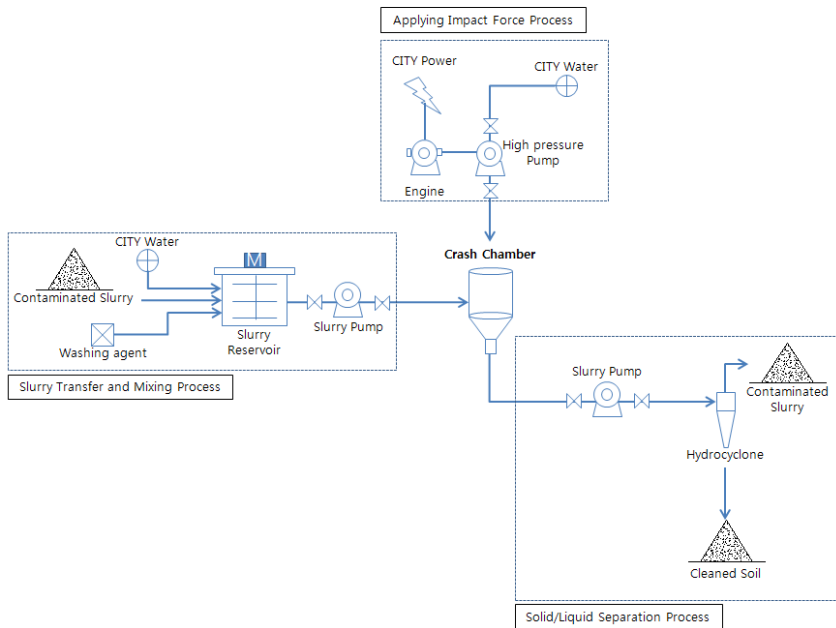 Applying Impact Force Process
CITY Power
CITY Water
High pressure
Pump
Engine
Crash Chamber
CITY Water
M
Contaminated Slurry
Slurry Pump
Slurry
Reservoir
Washing agent
Slurry Transfer and Mixing Process
Slurry Pump
Contaminated
Slurry
Hydrocyclone
Cleaned Soil
Solid/Liquid Separation Process